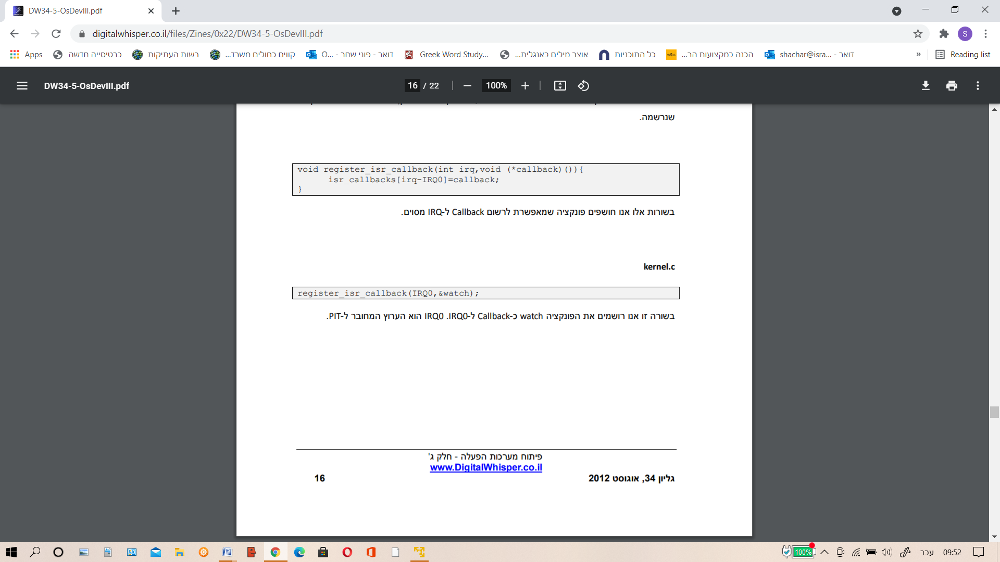 DW34-5-OsDevIII.pdf
digitalwhisper.co.il/files/Zines/0x22/DW34-5-OsDevIII.pdf
S
Apps
כרטיסייה חדשה
רשות העתיקות
קווים כחולים משרד...
דואר - פוני שחר - O...
Greek Word Study...
אוצר מילים באנגלית...
כל התוכניות
הכנה במקצועות הר...
דואר - shachar@isra...
»
Reading list
DW34-5-OsDevIII.pdf
16 / 22
100%
שנרשמה.
void register_isr_callback(int irq,void (*callback)()){
isr_callbacks[irq-IRQ0]=callback;
}
בשורות אלו אנו חושפים פונקציה שמאפשרת לרשום Callback ל-IRQ מסוים.
kernel.c
register_isr_callback(IRQ0,&watch);
בשורה זו אנו רושמים את הפונקציה watch כ-Callback ל-IRQ0. IRQ0 הוא הערוץ המחובר ל-PIT.
פיתוח מערכות הפעלה - חלק ג'
www.DigitalWhisper.co.il
גליון 34, אוגוסט 2012
16
100%
עבר
09:52